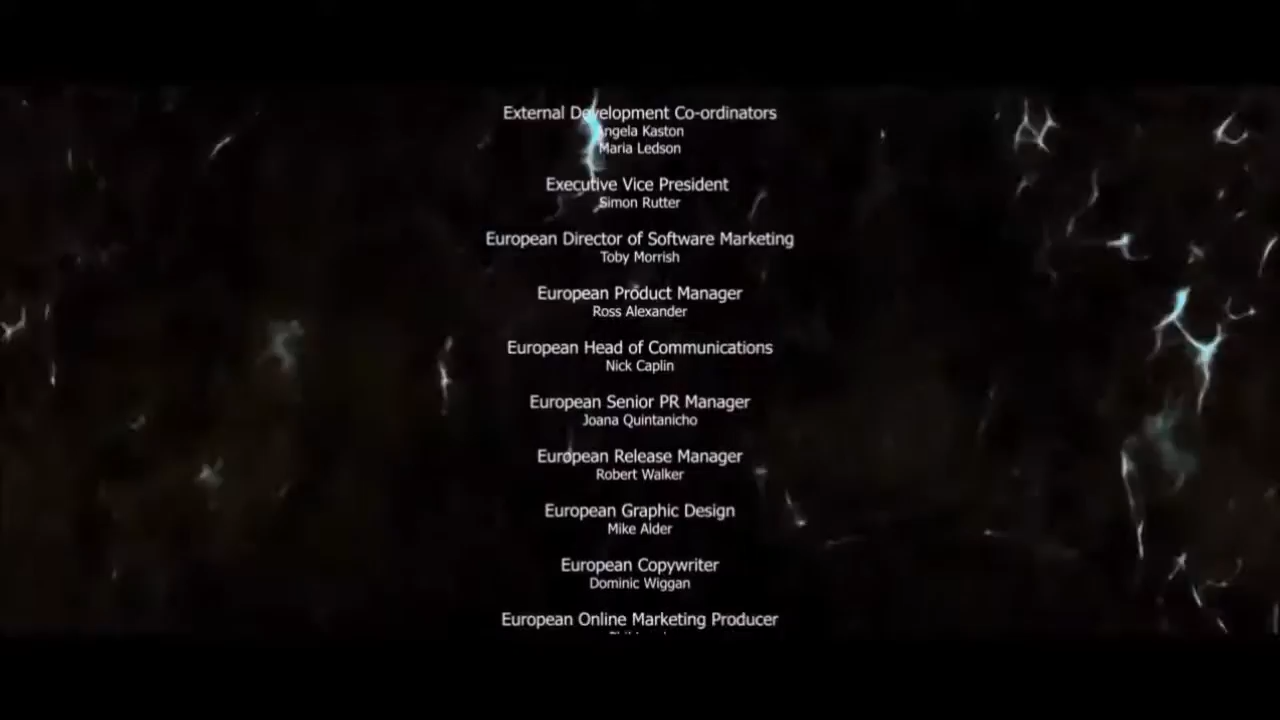 External Development Co-ordinators
Angela Kaston
Maria Ledson
Executive Vice President
Simon Rutter
European Director of Software Marketing
Toby Morrish
European Product Manager
Ross Alexander
European Head of Communications
Nick Caplin
European Senior PR Manager
Joana Quintanicho
European Release Manager
Robert Walker
European Graphic Design
Mike Alder
European Copywriter
Dominic Wiggan
European Online Marketing Producer